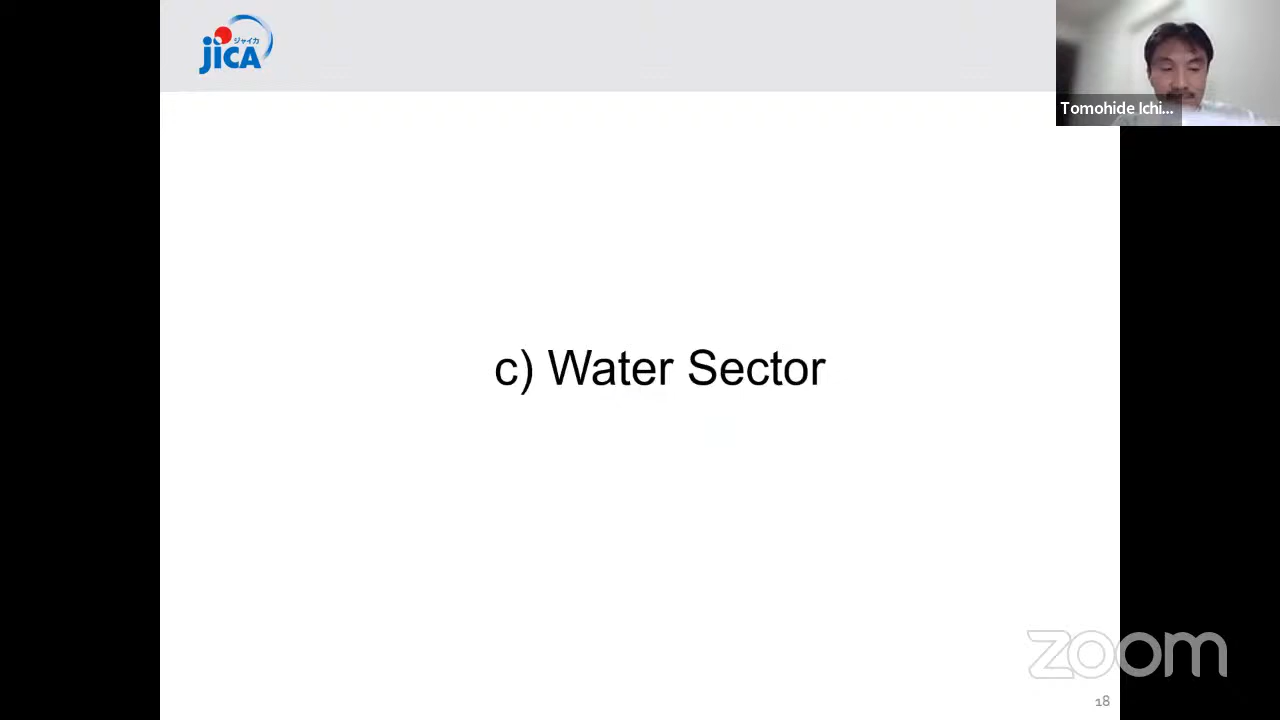 ジャイカ
jICA
Tomohide Ichi...
c) Water Sector
zoom
18